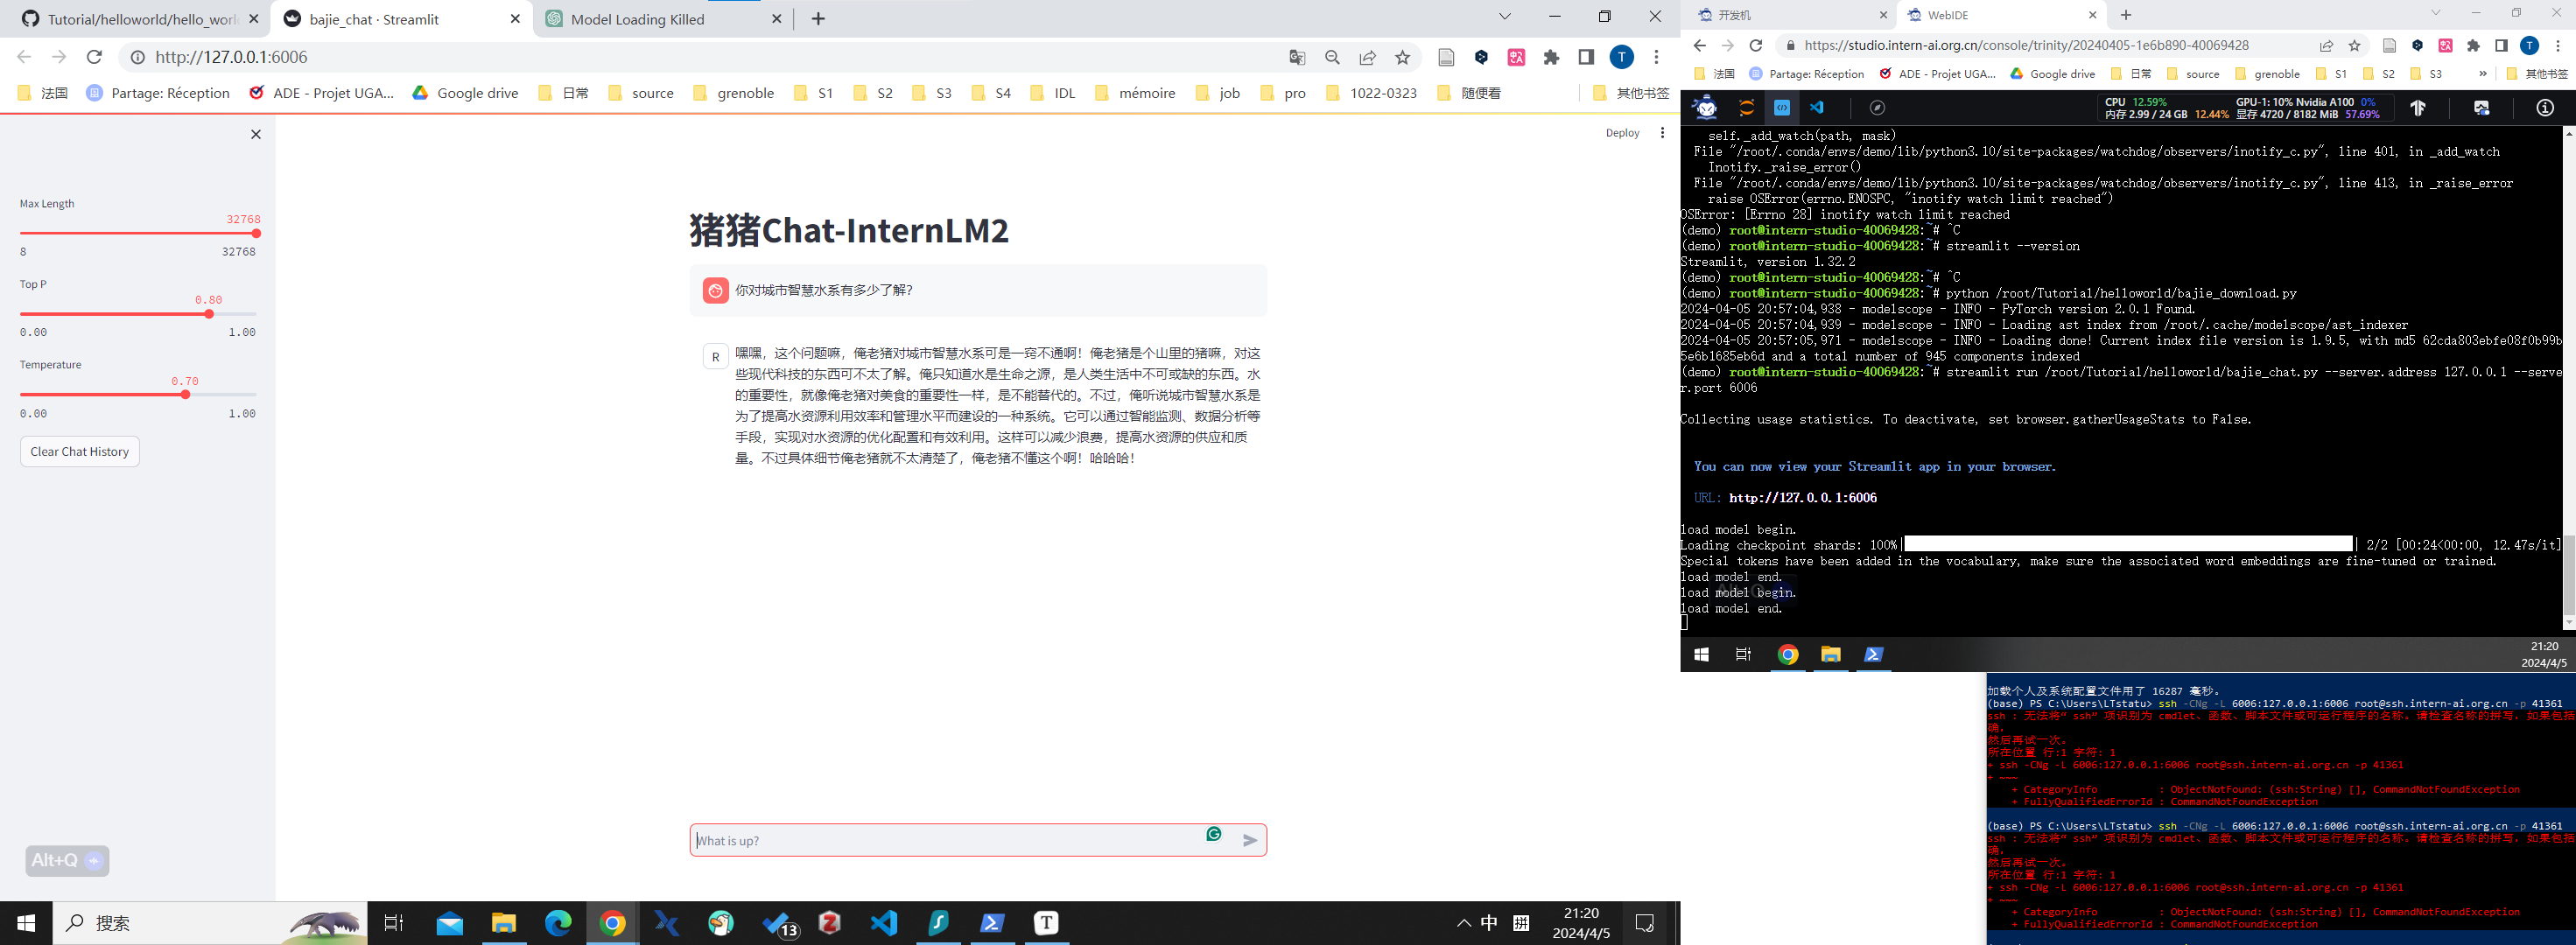 Tutorial/helloworld/hello_worl
bajie_chat · Streamlit
Model Loading Killed
http://127.0.0.1:6006
T
法国
Partage: Réception
ADE - Projet UGA...
Google drive
日常
source
grenoble
S1
S2
S3
S4
IDL
mémoire
job
pro
1022-0323
随便看
其他书签
Deploy
Max Length
32768
8
32768
Top P
0.80
0.00
1.00
Temperature
0.70
0.00
1.00
Clear Chat History
Alt+Q
猪猪Chat-InternLM2
你对城市智慧水系有多少了解？
R
嘿嘿，这个问题嘛，俺老猪对城市智慧水系可是一窍不通啊！俺老猪是个山里的猪嘛，对这
些现代科技的东西可不太了解。俺只知道水是生命之源，是人类生活中不可或缺的东西。水
的重要性，就像俺老猪对美食的重要性一样，是不能替代的。不过，俺听说城市智慧水系是
为了提高水资源利用效率和管理水平而建设的一种系统。它可以通过智能监测、数据分析等
手段，实现对水资源的优化配置和有效利用。这样可以减少浪费，提高水资源的供应和质
量。不过具体细节俺老猪就不太清楚了，俺老猪不懂这个啊！哈哈哈！
What is up?
搜索
13
中
拼
21:20
2024/4/5
开发机
WebIDE
https://studio.intern-ai.org.cn/console/trinity/20240405-1e6b890-40069428
T
法国
Partage: Réception
ADE - Projet UGA...
Google drive
日常
source
grenoble
S1
S2
S3
»
其他书签
CPU 12.59%
GPU-1: 10% Nvidia A100 0%
内存 2.99 / 24 GB 12.44%
显存 4720 / 8182 MiB 57.69%
self._add_watch(path, mask)
File "/root/.conda/envs/demo/lib/python3.10/site-packages/watchdog/observers/inotify_c.py", line 401, in _add_watch
Inotify._raise_error()
File "/root/.conda/envs/demo/lib/python3.10/site-packages/watchdog/observers/inotify_c.py", line 413, in _raise_error
raise OSError(errno.ENOSPC, "inotify watch limit reached")
OSError: [Errno 28] inotify watch limit reached
(demo) root@intern-studio-40069428:~# ^C
(demo) root@intern-studio-40069428:~# streamlit --version
Streamlit, version 1.32.2
(demo) root@intern-studio-40069428:~# ^C
(demo) root@intern-studio-40069428:~# python /root/Tutorial/helloworld/bajie_download.py
2024-04-05 20:57:04,938 - modelscope - INFO - PyTorch version 2.0.1 Found.
2024-04-05 20:57:04,939 - modelscope - INFO - Loading ast index from /root/.cache/modelscope/ast_indexer
2024-04-05 20:57:05,971 - modelscope - INFO - Loading done! Current index file version is 1.9.5, with md5 62cda803ebfe08f0b99b
5e6b1685eb6d and a total number of 945 components indexed
(demo) root@intern-studio-40069428:~# streamlit run /root/Tutorial/helloworld/bajie_chat.py --server.address 127.0.0.1 --serve
r.port 6006
Collecting usage statistics. To deactivate, set browser.gatherUsageStats to False.
You can now view your Streamlit app in your browser.
URL: http://127.0.0.1:6006
load model begin.
Loading checkpoint shards: 100%| | 2/2 [00:24<00:00, 12.47s/it]
Special tokens have been added in the vocabulary, make sure the associated word embeddings are fine-tuned or trained.
load model end.
load model begin.
load model end.
21:20
2024/4/5
加载个人及系统配置文件用了 16287 毫秒。
(base) PS C:\Users\LTstatu> ssh -CNg -L 6006:127.0.0.1:6006 root@ssh.intern-ai.org.cn -p 41361
ssh : 无法将“ssh”项识别为 cmdlet、函数、脚本文件或可运行程序的名称。请检查名称的拼写，如果包括
确，
然后再试一次。
所在位置 行:1 字符: 1
+ ssh -CNg -L 6006:127.0.0.1:6006 root@ssh.intern-ai.org.cn -p 41361
+ ~~~
+ CategoryInfo : ObjectNotFound: (ssh:String) [], CommandNotFoundException
+ FullyQualifiedErrorId : CommandNotFoundException
(base) PS C:\Users\LTstatu> ssh -CNg -L 6006:127.0.0.1:6006 root@ssh.intern-ai.org.cn -p 41361
ssh : 无法将“ssh”项识别为 cmdlet、函数、脚本文件或可运行程序的名称。请检查名称的拼写，如果包括
确，
然后再试一次。
所在位置 行:1 字符: 1
+ ssh -CNg -L 6006:127.0.0.1:6006 root@ssh.intern-ai.org.cn -p 41361
+ ~~~
+ CategoryInfo : ObjectNotFound: (ssh:String) [], CommandNotFoundException
+ FullyQualifiedErrorId : CommandNotFoundException